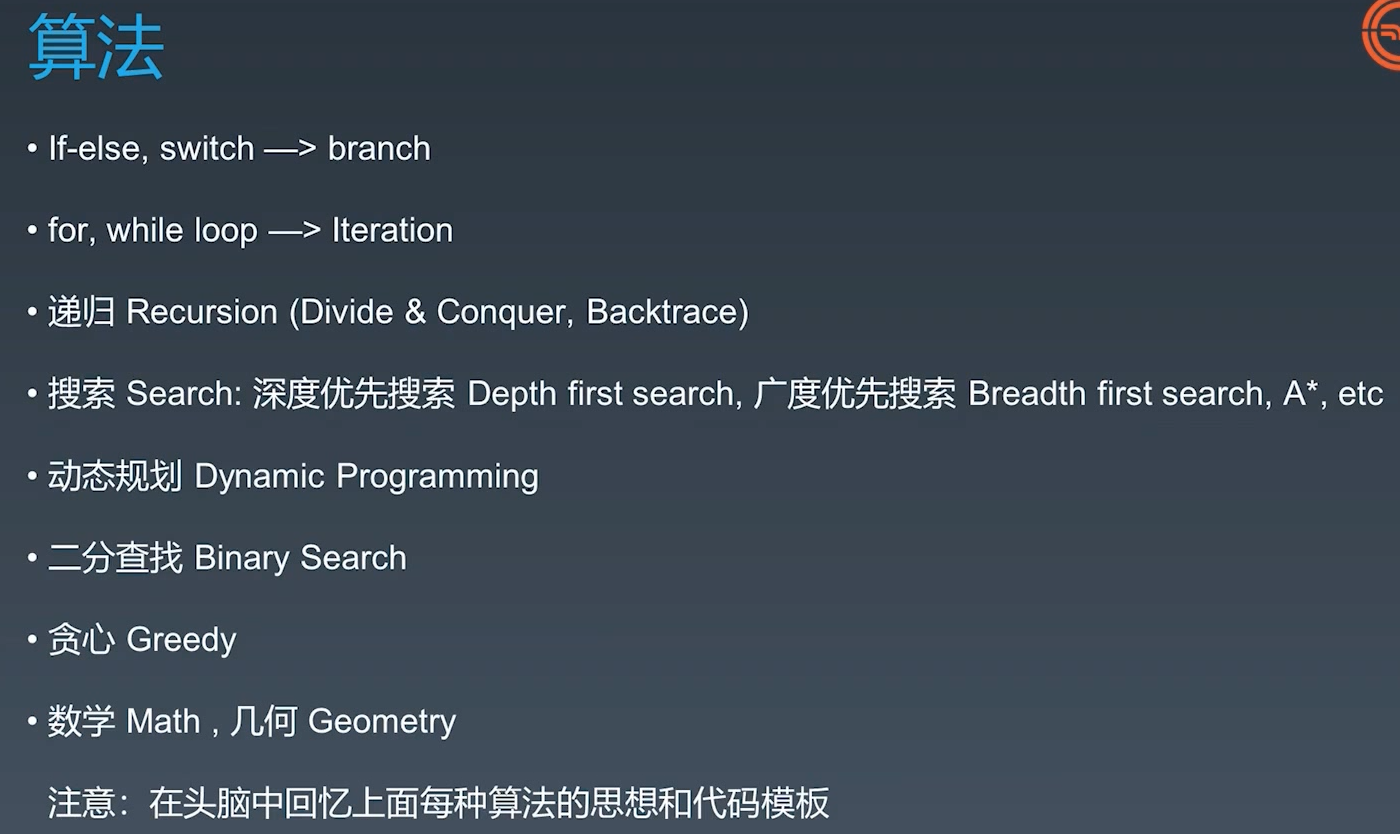 算法
• If-else, switch —> branch
• for, while loop —> Iteration
• 递归 Recursion (Divide & Conquer, Backtrace)
• 搜索 Search: 深度优先搜索 Depth first search, 广度优先搜索 Breadth first search, A*, etc
• 动态规划 Dynamic Programming
• 二分查找 Binary Search
• 贪心 Greedy
• 数学 Math , 几何 Geometry
注意：在头脑中回忆上面每种算法的思想和代码模板